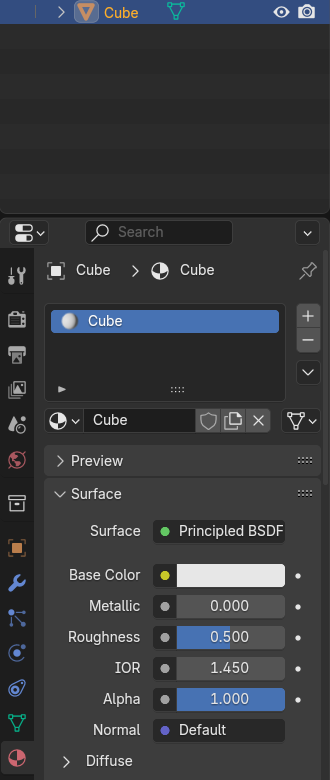 Cube
Search
Cube > Cube
Cube
Cube
Preview
Surface
Surface Principled BSDF
Base Color
Metallic 0.000
Roughness 0.500
IOR 1.450
Alpha 1.000
Normal Default
Diffuse